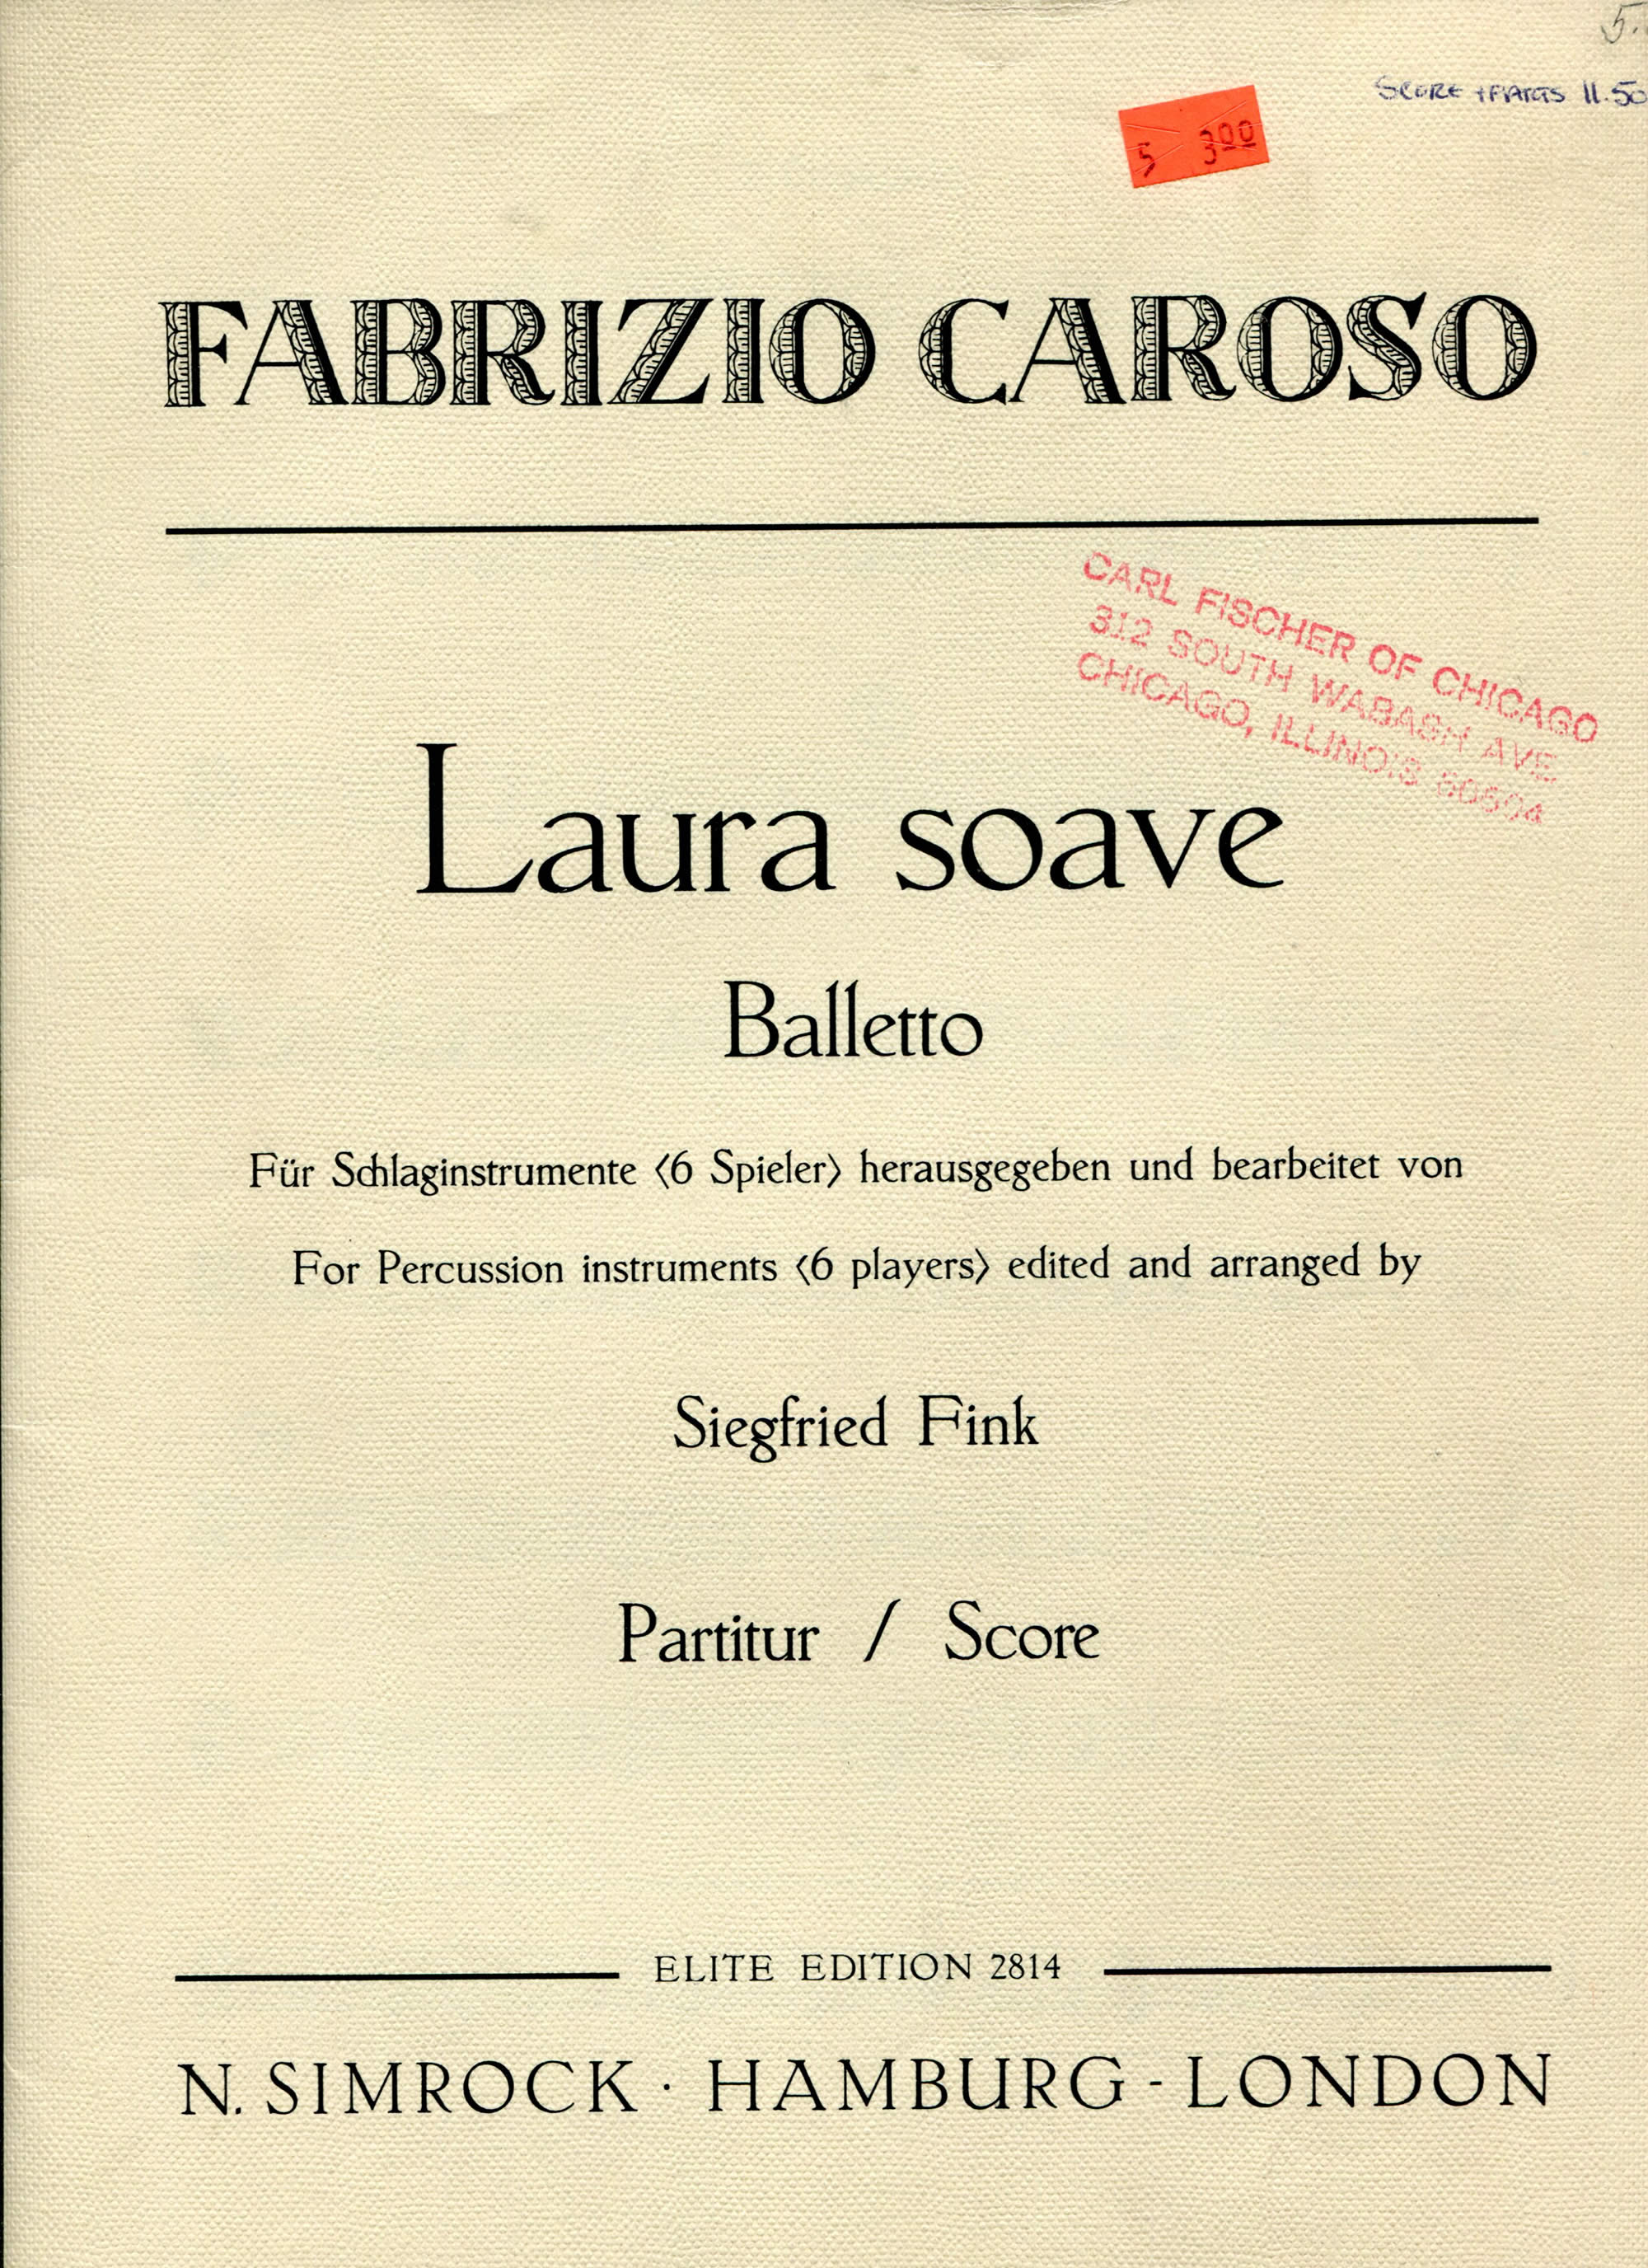 5.
SCORE + PARTS 11.50
5 3.00
FABRIZIO CAROSO
CARL FISCHER OF CHICAGO
312 SOUTH WABASH AVE
CHICAGO, ILLINOIS 60604
Laura soave
Balletto
Für Schlaginstrumente ⟨6 Spieler⟩ herausgegeben und bearbeitet von
For Percussion instruments ⟨6 players⟩ edited and arranged by
Siegfried Fink
Partitur / Score
ELITE EDITION 2814
N. SIMROCK · HAMBURG - LONDON